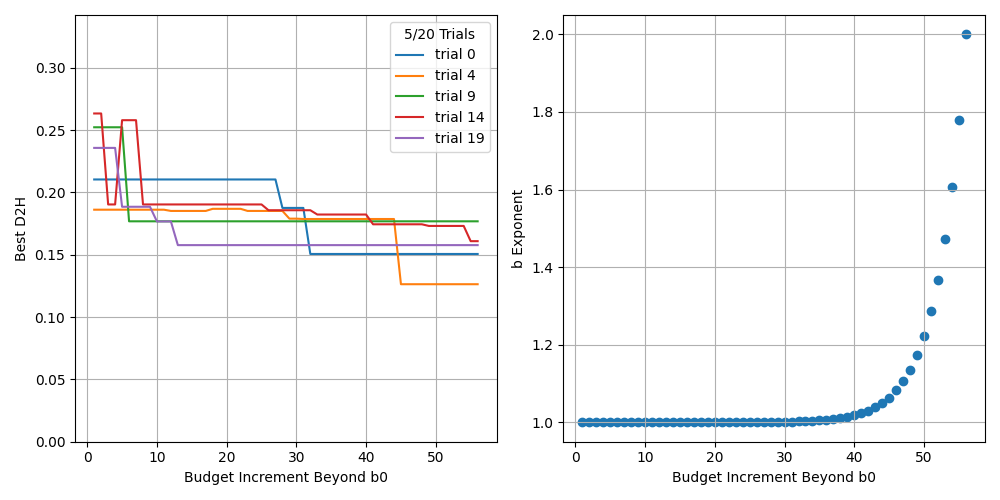 5/20 Trials
trial 0
trial 4
trial 9
trial 14
trial 19
Best D2H
0.30
0.25
0.20
0.15
0.10
0.05
0.00
0 10 20 30 40 50
Budget Increment Beyond b0
b Exponent
2.0
1.8
1.6
1.4
1.2
1.0
0 10 20 30 40 50
Budget Increment Beyond b0